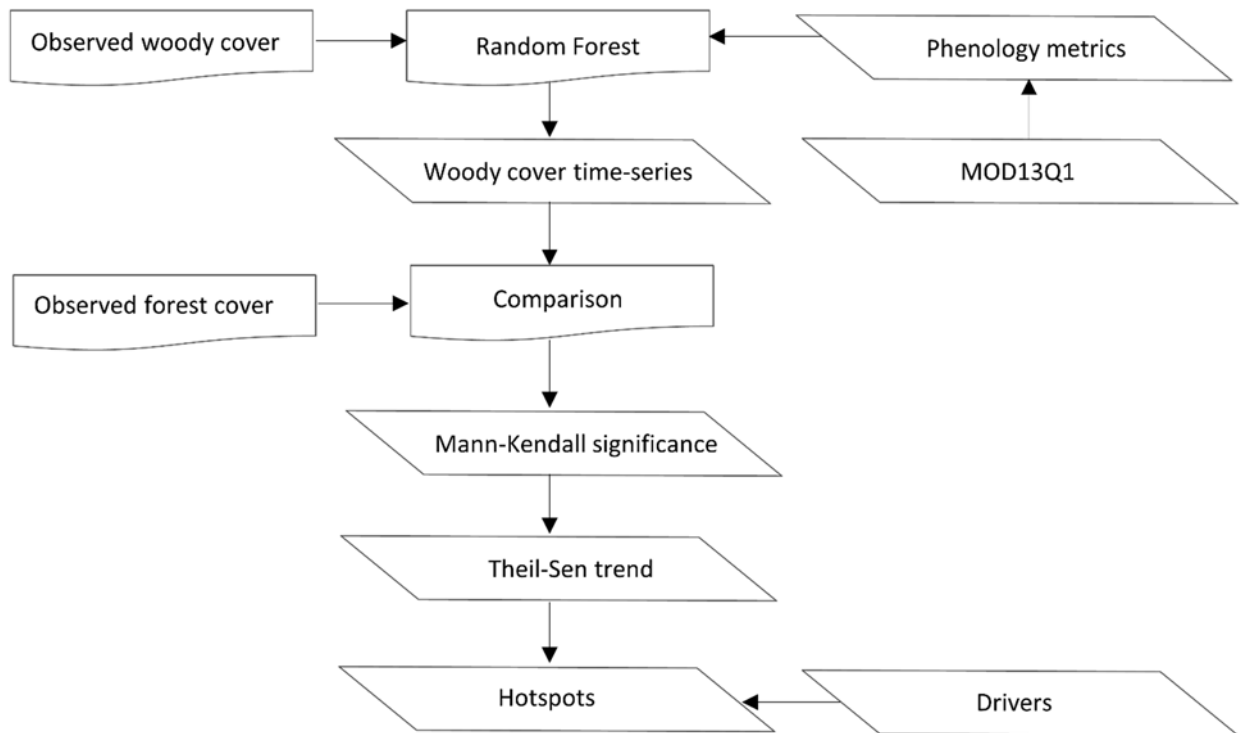 Observed woody cover
Random Forest
Phenology metrics
Woody cover time-series
MOD13Q1
Observed forest cover
Comparison
Mann-Kendall significance
Theil-Sen trend
Hotspots
Drivers